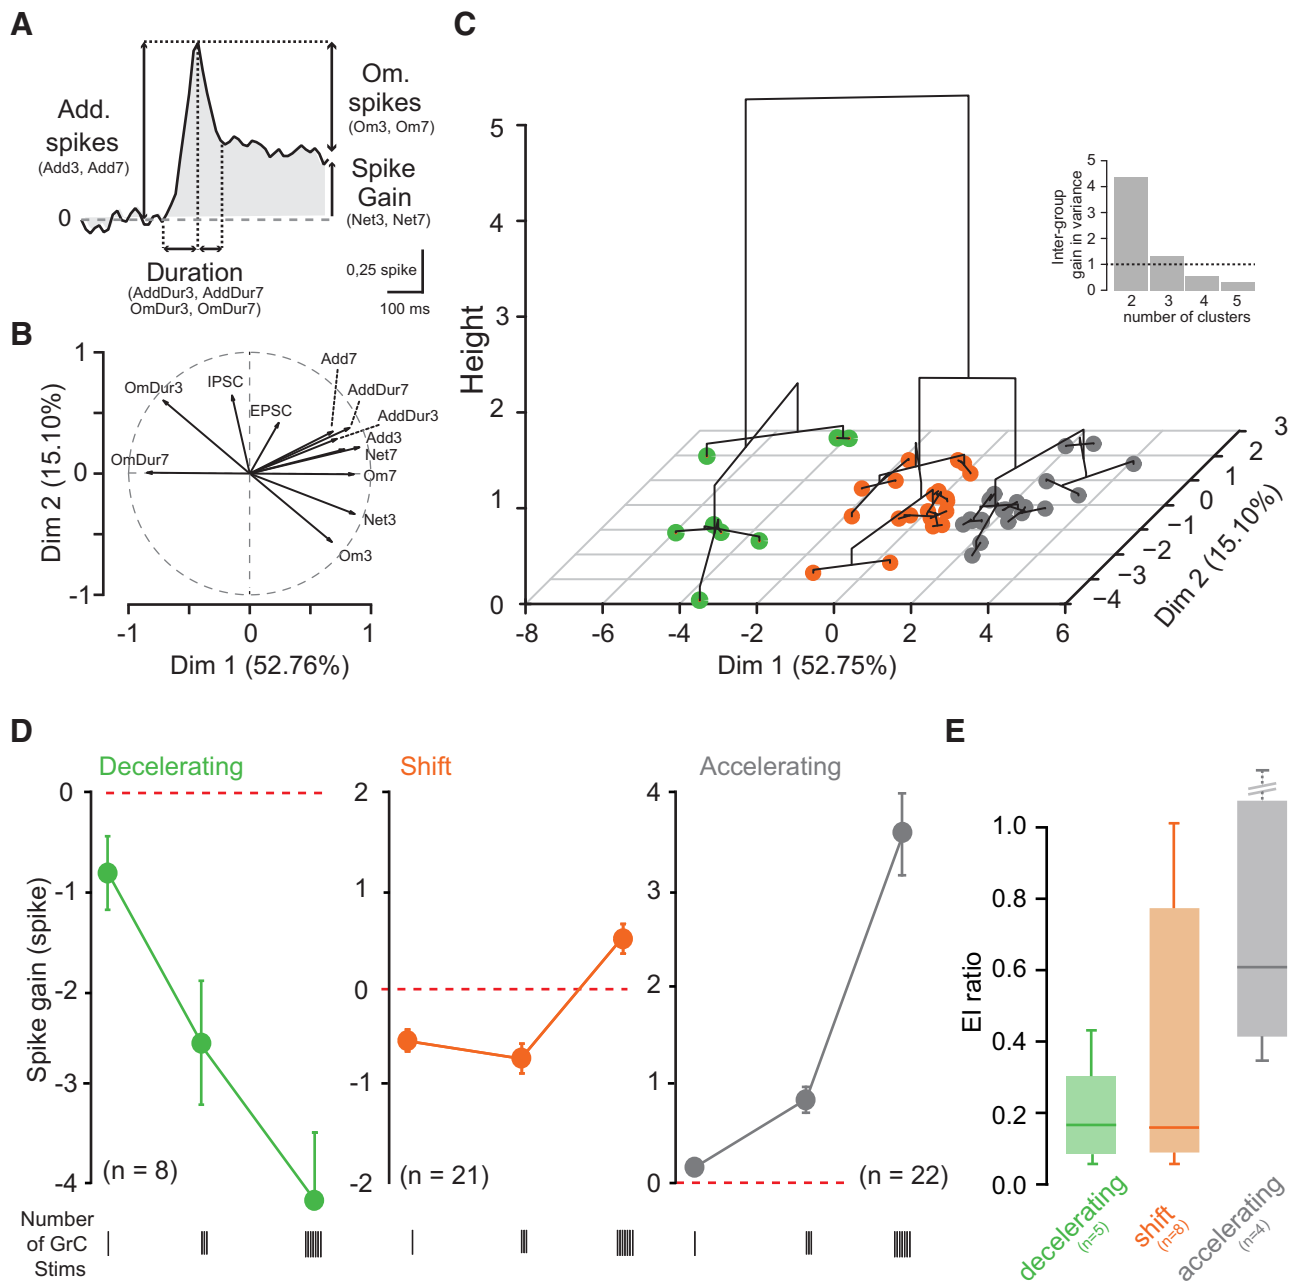 A
Add.
spikes
(Add3, Add7)
0
Om.
spikes
(Om3, Om7)
Spike
Gain
(Net3, Net7)
Duration
(AddDur3, AddDur7
OmDur3, OmDur7)
0,25 spike
100 ms
B
Dim 2 (15.10%)
1
0
-1
OmDur3
IPSC
EPSC
Add7
AddDur7
AddDur3
Add3
Net7
OmDur7
Om7
Net3
Om3
-1
0
1
Dim 1 (52.76%)
C
Height
5
4
3
2
1
0
-8
-6
-4
-2
0
2
4
6
Dim 1 (52.75%)
3
2
1
0
−1
−2
−3
−4
Dim 2 (15.10%)
Inter-group
gain in variance
5
4
3
2
1
0
2
3
4
5
number of clusters
D
Decelerating
Shift
Accelerating
Spike gain (spike)
0
-1
-2
-3
-4
(n = 8)
2
1
0
-1
-2
(n = 21)
4
3
2
1
0
(n = 22)
Number
of GrC
Stims
E
EI ratio
1.0
0.8
0.6
0.4
0.2
0.0
decelerating
(n=5)
shift
(n=8)
accelerating
(n=4)